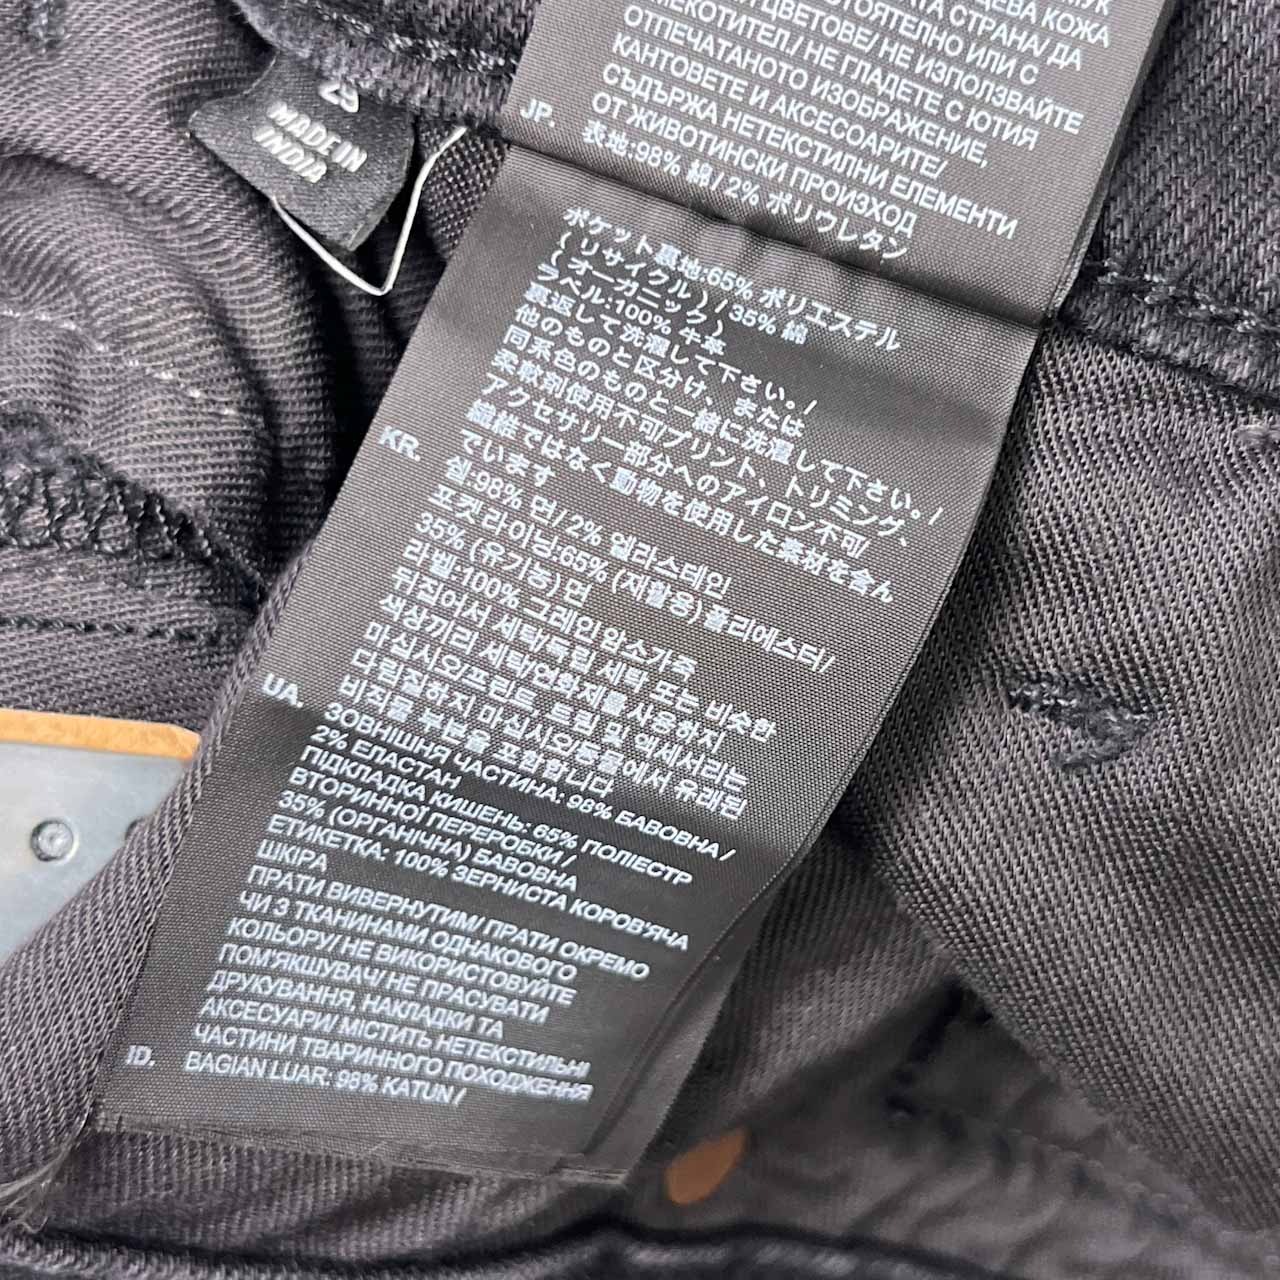 25
MADE IN
INDIA
ЦЕВА КОЖА
ТА СТРАНА/ ДА
СТОЯТЕЛНО ИЛИ С
ЦВЕТОВЕ/ НЕ ИЗПОЛЗВАЙТЕ
ОМЕКОТИТЕЛ/ НЕ ГЛАДЕТЕ С ЮТИЯ
ОТПЕЧАТАНОТО ИЗОБРАЖЕНИЕ,
КАНТОВЕТЕ И АКСЕСОАРИТЕ/
СЪДЪРЖА НЕТЕКСТИЛНИ ЕЛЕМЕНТИ
ОТ ЖИВОТИНСКИ ПРОИЗХОД
JP. 表地:98% 綿 / 2% ポリウレタン
ポケット裏地:65% ポリエステル
( リサイクル ) / 35% 綿
( オーガニック )
ラベル:100% 牛革
裏返して洗濯して下さい。/
他のものと区分け、または
同系色のものと一緒に洗濯して下さい。/
柔軟剤使用不可/プリント、トリミング、
アクセサリー部分へのアイロン不可/
繊維ではなく動物を使用した素材を含ん
でいます
KR. 쉘:98% 면 / 2% 엘라스테인
포켓 라이닝:65% (재활용) 폴리에스터/
35% (유기농) 면
라벨:100% 그레인 암소가죽
뒤집어서 세탁/독립 세탁 또는 비슷한
색상끼리 세탁/연화제를 사용하지
마십시오/프린트, 트림 및 액세서리는
다림질하지 마십시오/동물에서 유래된
비직물 부분을 포함합니다
UA. ЗОВНІШНЯ ЧАСТИНА: 98% БАВОВНА /
2% ЕЛАСТАН
ПІДКЛАДКА КИШЕНЬ: 65% ПОЛІЕСТР
ВТОРИННОЇ ПЕРЕРОБКИ /
35% (ОРГАНІЧНА) БАВОВНА
ЕТИКЕТКА: 100% ЗЕРНИСТА КОРОВ'ЯЧА
ШКІРА
ПРАТИ ВИВЕРНУТИМ/ ПРАТИ ОКРЕМО
ЧИ З ТКАНИНАМИ ОДНАКОВОГО
КОЛЬОРУ/ НЕ ВИКОРИСТОВУЙТЕ
ПОМ'ЯКШУВАЧ/ НЕ ПРАСУВАТИ
ДРУКУВАННЯ, НАКЛАДКИ ТА
АКСЕСУАРИ/ МІСТИТЬ НЕТЕКСТИЛЬНІ
ЧАСТИНИ ТВАРИННОГО ПОХОДЖЕННЯ
ID. BAGIAN LUAR: 98% KATUN /